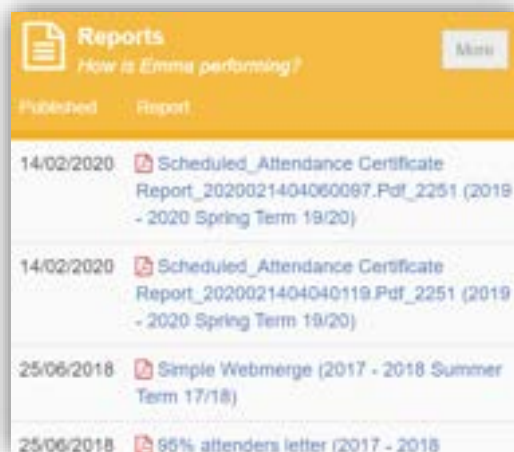 Reports
How is Emma performing?
More
Published Report
14/02/2020 Scheduled_Attendance Certificate
Report_2020021404060097.Pdf_2251 (2019
- 2020 Spring Term 19/20)
14/02/2020 Scheduled_Attendance Certificate
Report_2020021404040119.Pdf_2251 (2019
- 2020 Spring Term 19/20)
25/06/2018 Simple Webmerge (2017 - 2018 Summer
Term 17/18)
25/06/2018 95% attenders letter (2017 - 2018